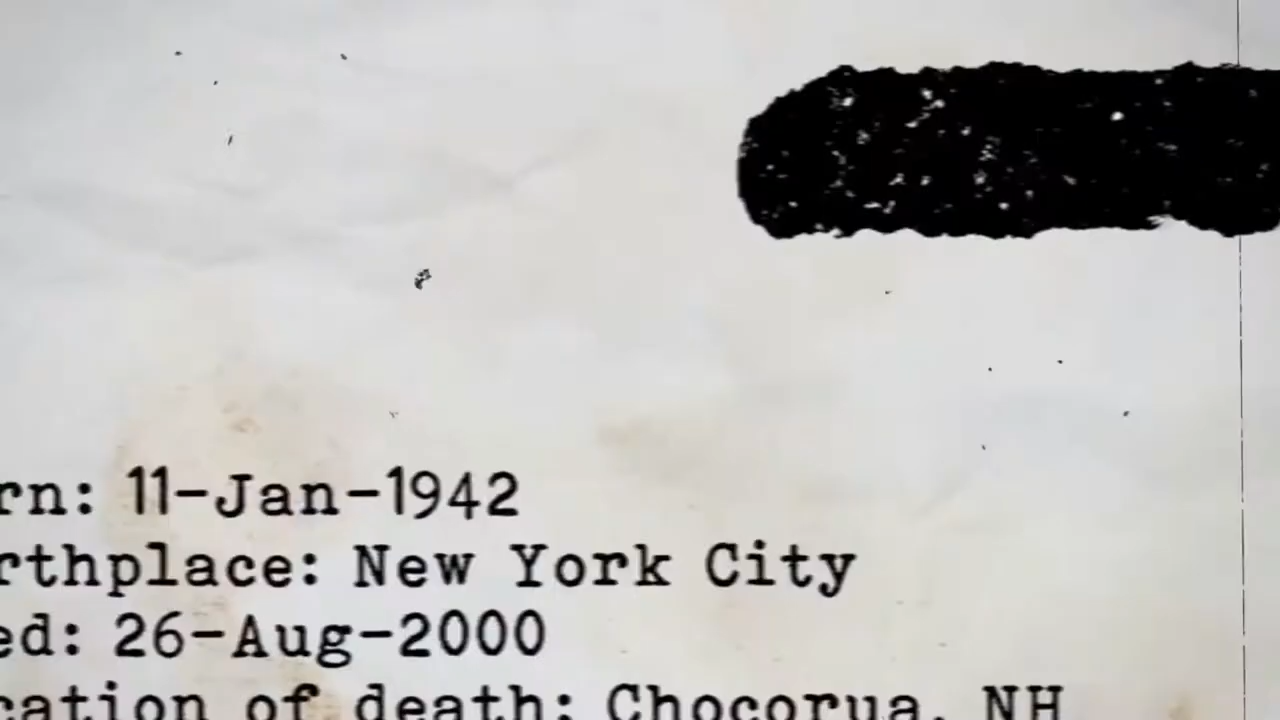 rn: 11-Jan-1942
rthplace: New York City
ed: 26-Aug-2000
cation of death: Chocorua, NH